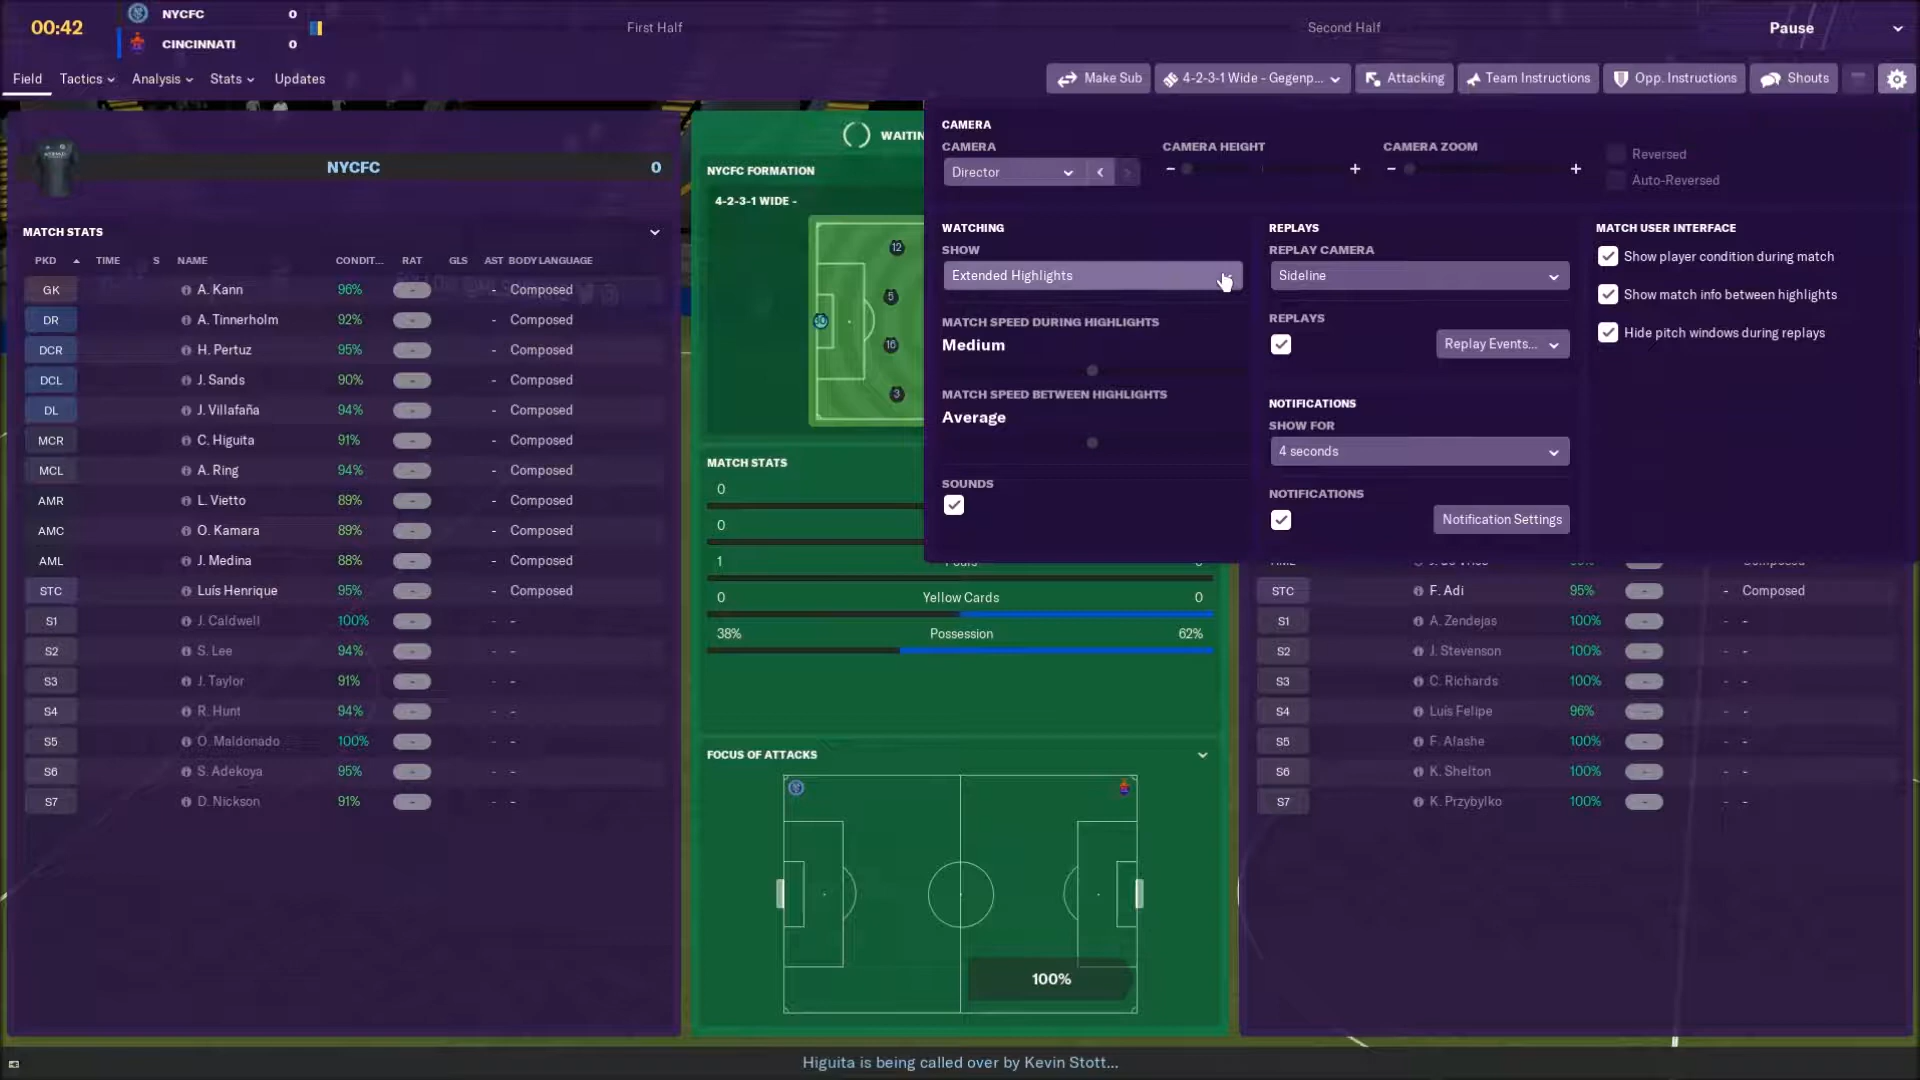 00:42
NYCFC 0
CINCINNATI 0
First Half
Second Half
Pause
Field Tactics Analysis Stats Updates
Make Sub 4-2-3-1 Wide - Gegenp... Attacking Team Instructions Opp. Instructions Shouts
NYCFC 0
MATCH STATS
PKD TIME S NAME CONDIT... RAT GLS AST BODY LANGUAGE
GK A. Kann 96% - - Composed
DR A. Tinnerholm 92% - - Composed
DCR H. Pertuz 95% - - Composed
DCL J. Sands 90% - - Composed
DL J. Villafaña 94% - - Composed
MCR C. Higuita 91% - - Composed
MCL A. Ring 94% - - Composed
AMR L. Vietto 89% - - Composed
AMC O. Kamara 89% - - Composed
AML J. Medina 88% - - Composed
STC Luís Henrique 95% - - Composed
S1 J. Caldwell 100% - - -
S2 S. Lee 94% - - -
S3 J. Taylor 91% - - -
S4 R. Hunt 94% - - -
S5 O. Maldonado 100% - - -
S6 S. Adekoya 95% - - -
S7 D. Nickson 91% - - -
WAITIN
NYCFC FORMATION
4-2-3-1 WIDE -
12
5
16
3
MATCH STATS
0
0
1
0 Yellow Cards 0
38% Possession 62%
FOCUS OF ATTACKS
100%
CAMERA
CAMERA
Director
CAMERA HEIGHT
- +
CAMERA ZOOM
- +
Reversed
Auto-Reversed
WATCHING
SHOW
Extended Highlights
MATCH SPEED DURING HIGHLIGHTS
Medium
MATCH SPEED BETWEEN HIGHLIGHTS
Average
SOUNDS
REPLAYS
REPLAY CAMERA
Sideline
REPLAYS
Replay Events...
NOTIFICATIONS
SHOW FOR
4 seconds
NOTIFICATIONS
Notification Settings
MATCH USER INTERFACE
Show player condition during match
Show match info between highlights
Hide pitch windows during replays
STC F. Adi 95% - - Composed
S1 A. Zendejas 100% - - -
S2 J. Stevenson 100% - - -
S3 C. Richards 100% - - -
S4 Luís Felipe 96% - - -
S5 F. Alashe 100% - - -
S6 K. Shelton 100% - - -
S7 K. Przybylko 100% - - -
Higuita is being called over by Kevin Stott...